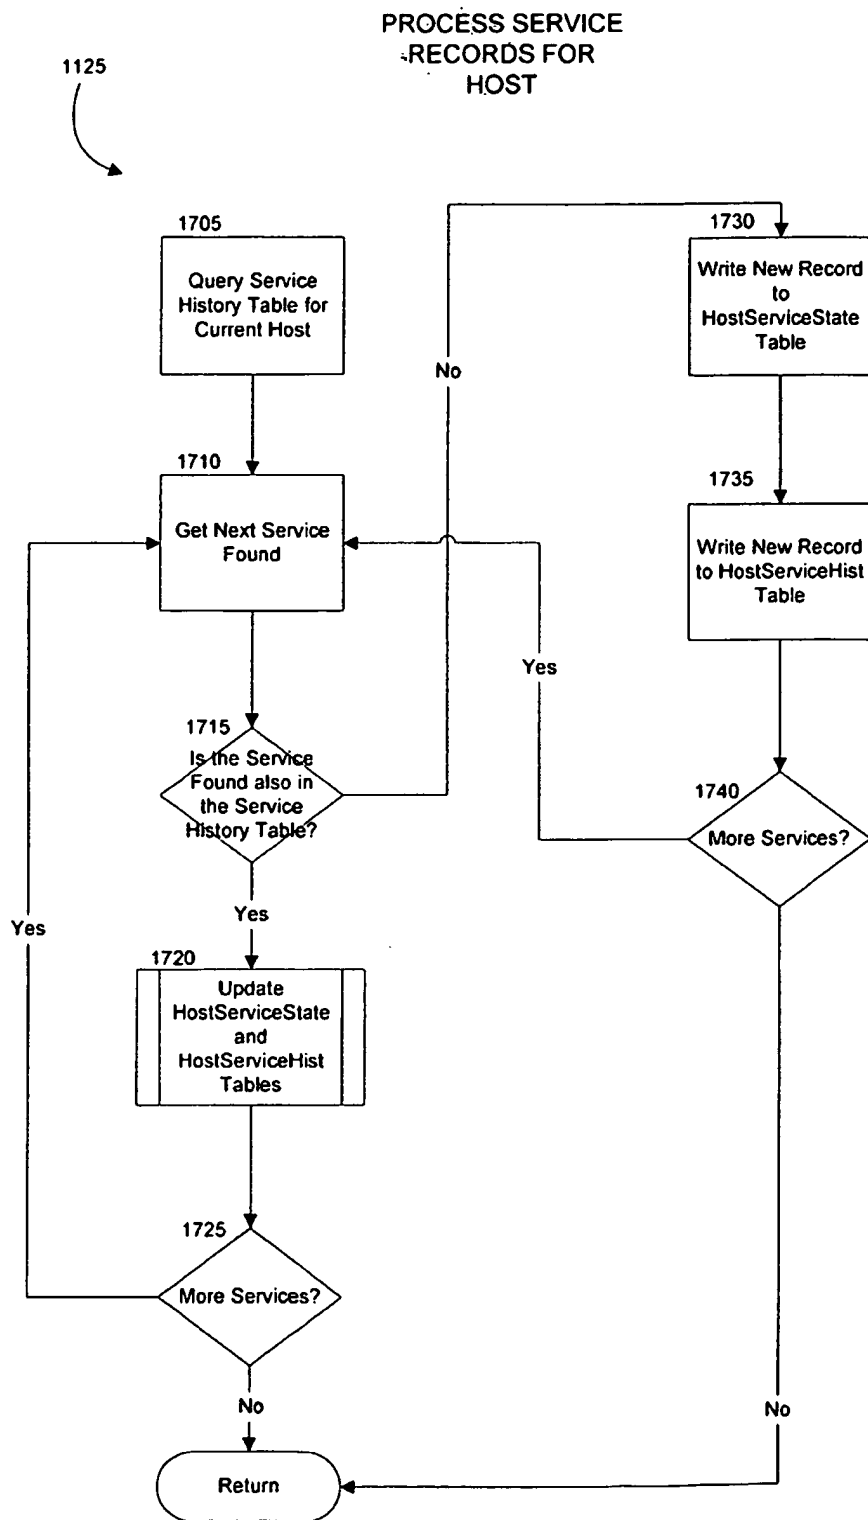 PROCESS SERVICE
RECORDS FOR
HOST
1125
1705
Query Service
History Table for
Current Host
1730
Write New Record
to
HostServiceState
Table
No
1710
Get Next Service
Found
1735
Write New Record
to HostServiceHist
Table
Yes
1715
Is the Service
Found also in
the Service
History Table?
1740
More Services?
Yes
Yes
1720
Update
HostServiceState
and
HostServiceHist
Tables
1725
More Services?
No
No
Return